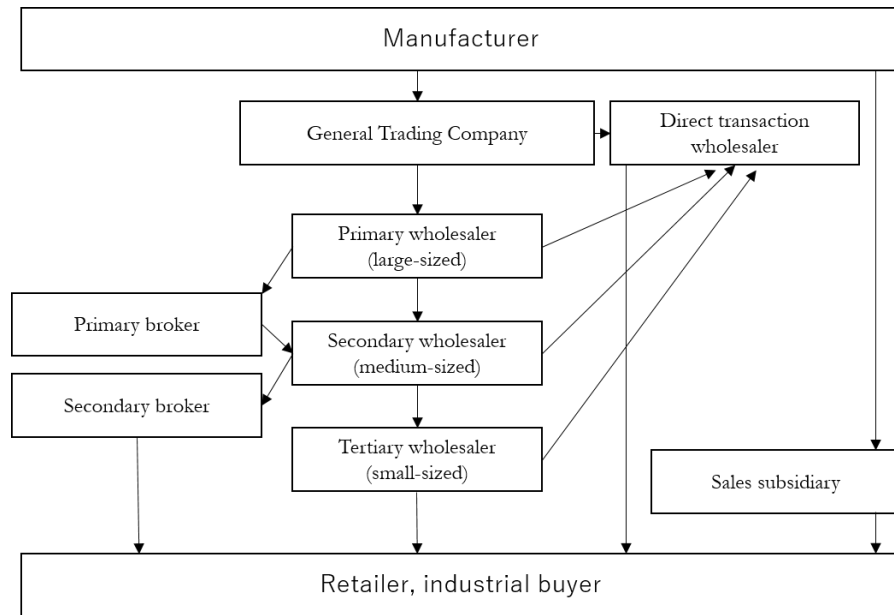 Manufacturer
General Trading Company
Direct transaction
wholesaler
Primary wholesaler
(large-sized)
Primary broker
Secondary wholesaler
(medium-sized)
Secondary broker
Tertiary wholesaler
(small-sized)
Sales subsidiary
Retailer, industrial buyer